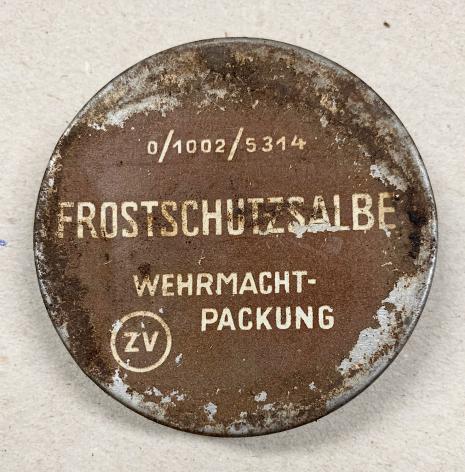 0/1002/5314
FROSTSCHUTZSALBE
WEHRMACHT-
PACKUNG
ZV